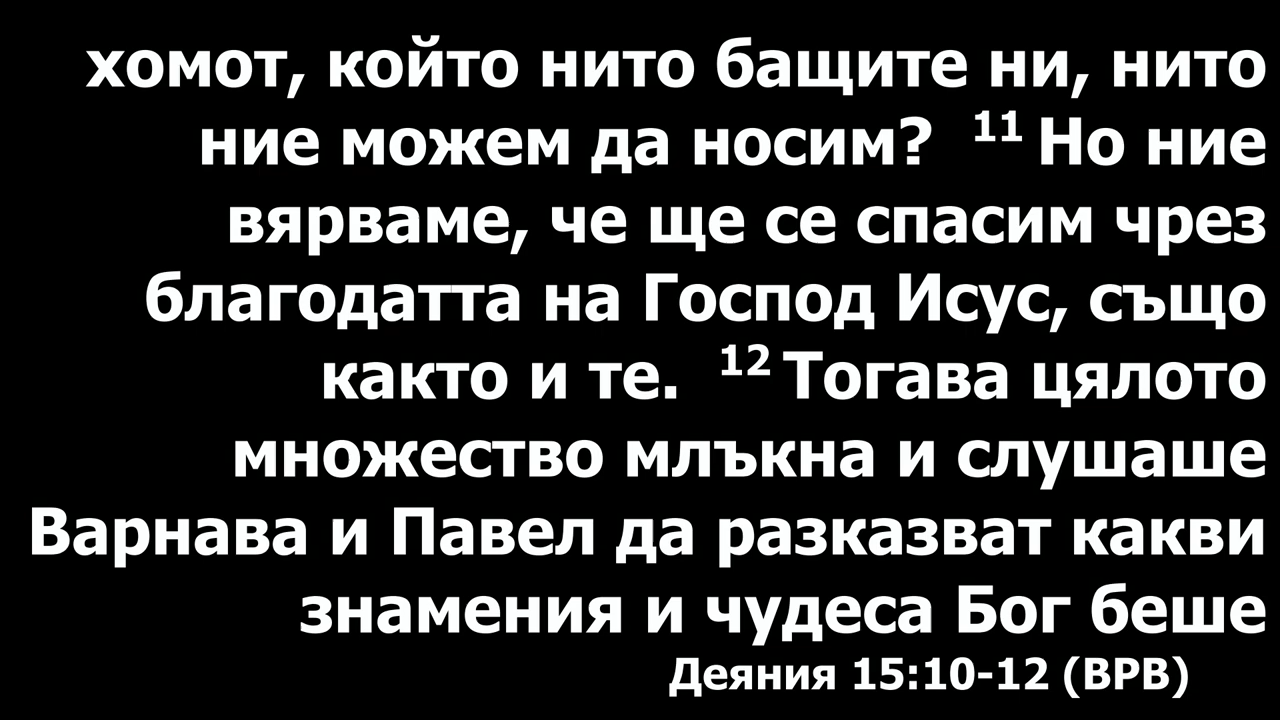 хомот, който нито бащите ни, нито
ние можем да носим? 11 Но ние
вярваме, че ще се спасим чрез
благодатта на Господ Исус, също
както и те. 12 Тогава цялото
множество млъкна и слушаше
Варнава и Павел да разказват какви
знамения и чудеса Бог беше
Деяния 15:10-12 (ВРВ)